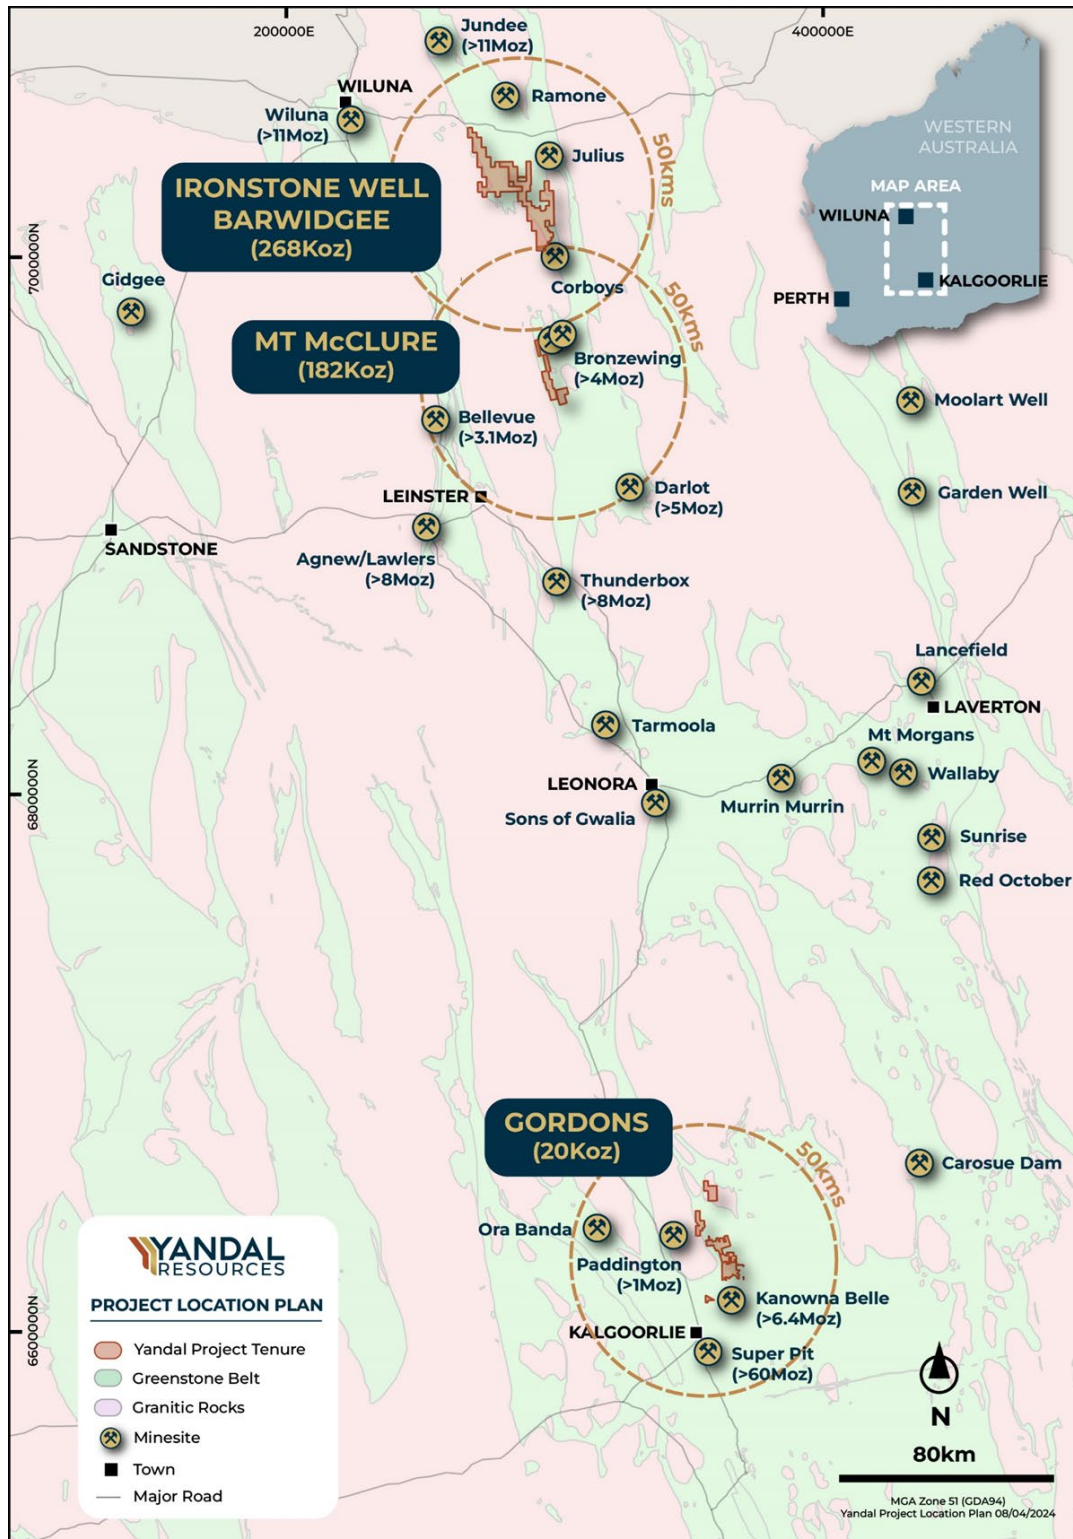 200000E
400000E
Jundee
(>11Moz)
WILUNA
Wiluna
(>11Moz)
Ramone
Julius
50kms
WESTERN
AUSTRALIA
MAP AREA
WILUNA
KALGOORLIE
PERTH
IRONSTONE WELL
BARWIDGEE
(268Koz)
7000000N
Gidgee
Corboys
50kms
MT McCLURE
(182Koz)
Bronzewing
(>4Moz)
Moolart Well
Bellevue
(>3.1Moz)
LEINSTER
Darlot
(>5Moz)
Garden Well
SANDSTONE
Agnew/Lawlers
(>8Moz)
Thunderbox
(>8Moz)
Lancefield
LAVERTON
Tarmoola
Mt Morgans
Wallaby
6800000N
LEONORA
Sons of Gwalia
Murrin Murrin
Sunrise
Red October
GORDONS
(20Koz)
50kms
Carosue Dam
Ora Banda
Paddington
(>1Moz)
Kanowna Belle
(>6.4Moz)
KALGOORLIE
Super Pit
(>60Moz)
6600000N
YANDAL
RESOURCES
PROJECT LOCATION PLAN
Yandal Project Tenure
Greenstone Belt
Granitic Rocks
Minesite
Town
Major Road
N
80km
MGA Zone 51 (GDA94)
Yandal Project Location Plan 08/04/2024